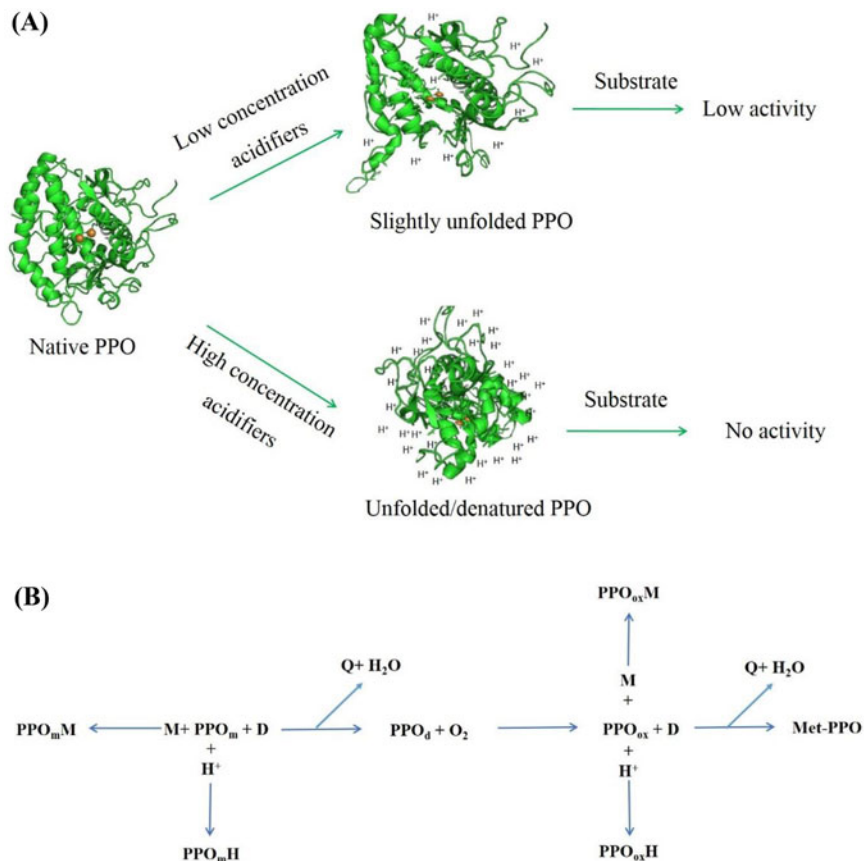 (A)
Low concentration
acidifiers
Substrate
Low activity
Slightly unfolded PPO
Native PPO
High concentration
acidifiers
Substrate
No activity
Unfolded/denatured PPO
H⁺ H⁺ H⁺ H⁺ H⁺ H⁺ H⁺ H⁺
(B)
PPOₒₓM
Q+ H₂O
M
Q+ H₂O
+
PPOₘM
M+ PPOₘ + D
PPO_d + O₂
PPOₒₓ + D
Met-PPO
+
H⁺
+
H⁺
PPOₘH
PPOₒₓH